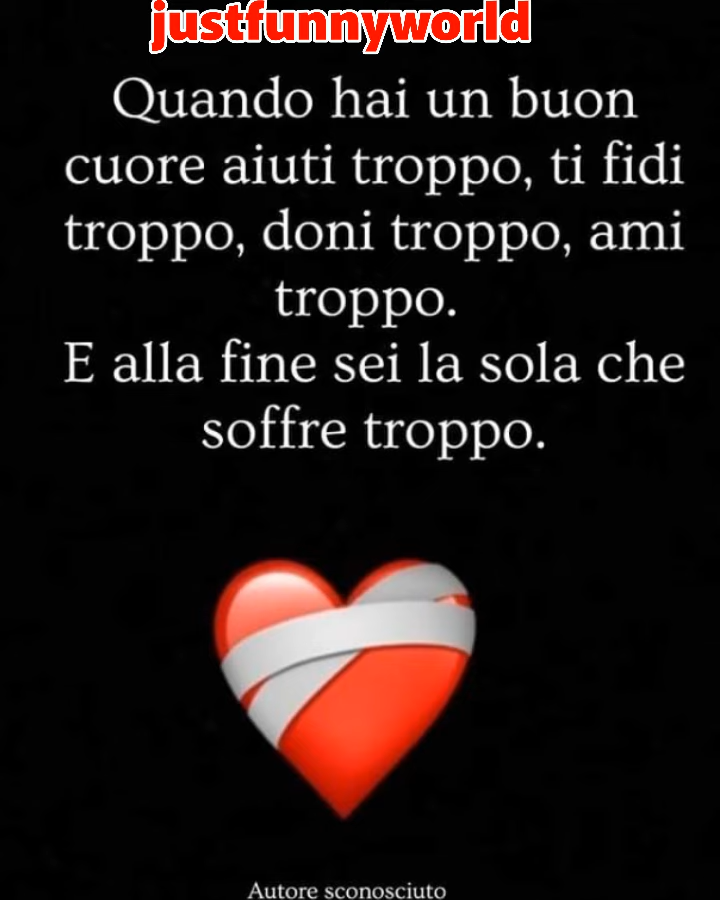 justfunnyworld
Quando hai un buon
cuore aiuti troppo, ti fidi
troppo, doni troppo, ami
troppo.
E alla fine sei la sola che
soffre troppo.
Autore sconosciuto